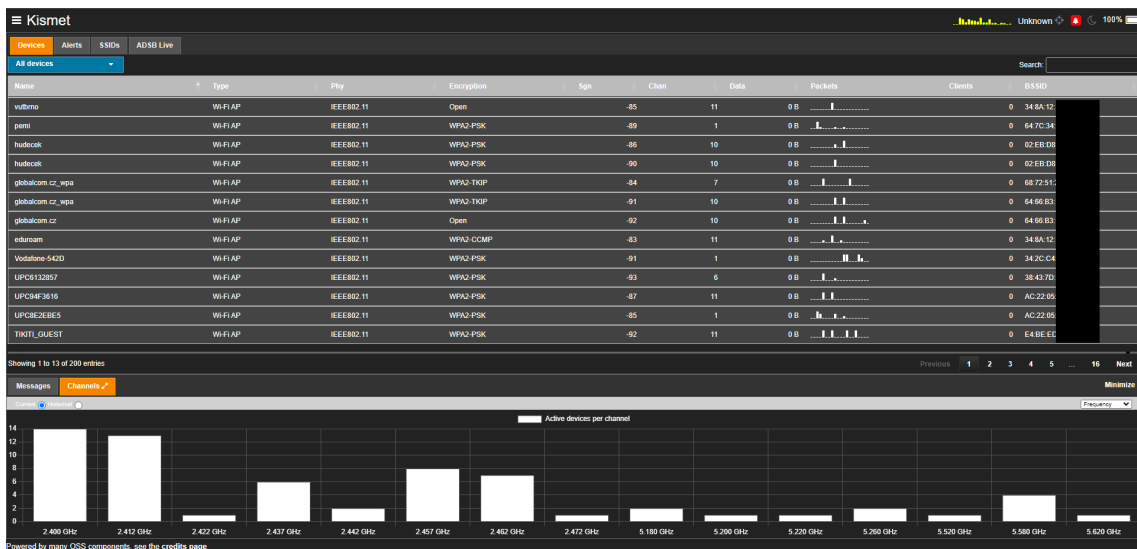 ≡ Kismet Unknown 100%
Devices Alerts SSIDs ADSB Live
All devices Search:
Name Type Phy Encryption Sgn Chan Data Packets Clients BSSID
vutbrno Wi-Fi AP IEEE802.11 Open -85 11 0 B 0 34:8A:12:
pemi Wi-Fi AP IEEE802.11 WPA2-PSK -89 1 0 B 0 64:7C:34:
hudecek Wi-Fi AP IEEE802.11 WPA2-PSK -86 10 0 B 0 02:EB:D8
hudecek Wi-Fi AP IEEE802.11 WPA2-PSK -90 10 0 B 0 02:EB:D8
globalcom.cz_wpa Wi-Fi AP IEEE802.11 WPA2-TKIP -84 7 0 B 0 68:72:51:
globalcom.cz_wpa Wi-Fi AP IEEE802.11 WPA2-TKIP -91 10 0 B 0 64:66:B3:
globalcom.cz Wi-Fi AP IEEE802.11 Open -92 10 0 B 0 64:66:B3:
eduroam Wi-Fi AP IEEE802.11 WPA2-CCMP -83 11 0 B 0 34:8A:12:
Vodafone-542D Wi-Fi AP IEEE802.11 WPA2-PSK -91 1 0 B 0 34:2C:C4
UPC6132857 Wi-Fi AP IEEE802.11 WPA2-PSK -93 6 0 B 0 38:43:7D:
UPC94F3616 Wi-Fi AP IEEE802.11 WPA2-PSK -87 11 0 B 0 AC:22:05:
UPC8E2EBE5 Wi-Fi AP IEEE802.11 WPA2-PSK -85 1 0 B 0 AC:22:05:
TIKITI_GUEST Wi-Fi AP IEEE802.11 WPA2-PSK -92 11 0 B 0 E4:BE:ED
Showing 1 to 13 of 200 entries Previous 1 2 3 4 5 … 16 Next
Messages Channels Minimize
Current Historical Frequency
Active devices per channel
14
12
10
8
6
4
2
0
2.400 GHz 2.412 GHz 2.422 GHz 2.437 GHz 2.442 GHz 2.457 GHz 2.462 GHz 2.472 GHz 5.180 GHz 5.200 GHz 5.220 GHz 5.260 GHz 5.520 GHz 5.580 GHz 5.620 GHz
Powered by many OSS components, see the credits page